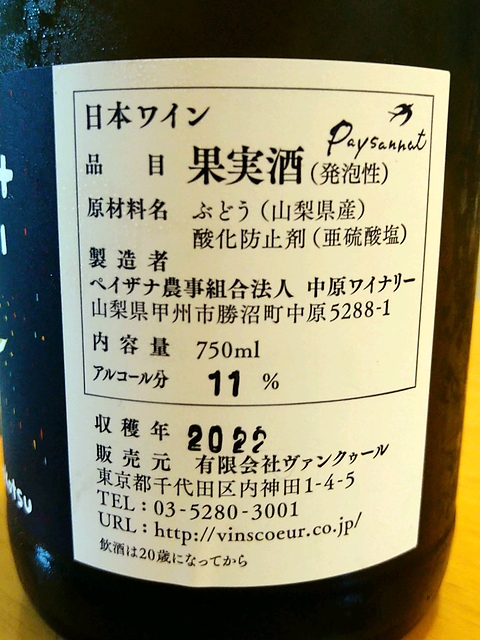 日本ワイン
Paysannat
品 目 果実酒(発泡性)
原材料名 ぶどう(山梨県産)
酸化防止剤(亜硫酸塩)
製造者
ペイザナ農事組合法人 中原ワイナリー
山梨県甲州市勝沼町中原5288-1
内容量 750ml
アルコール分 11 %
収穫年 2022
販売元 有限会社ヴァンクゥール
東京都千代田区内神田1-4-5
TEL:03-5280-3001
URL:http://vinscoeur.co.jp/
飲酒は20歳になってから